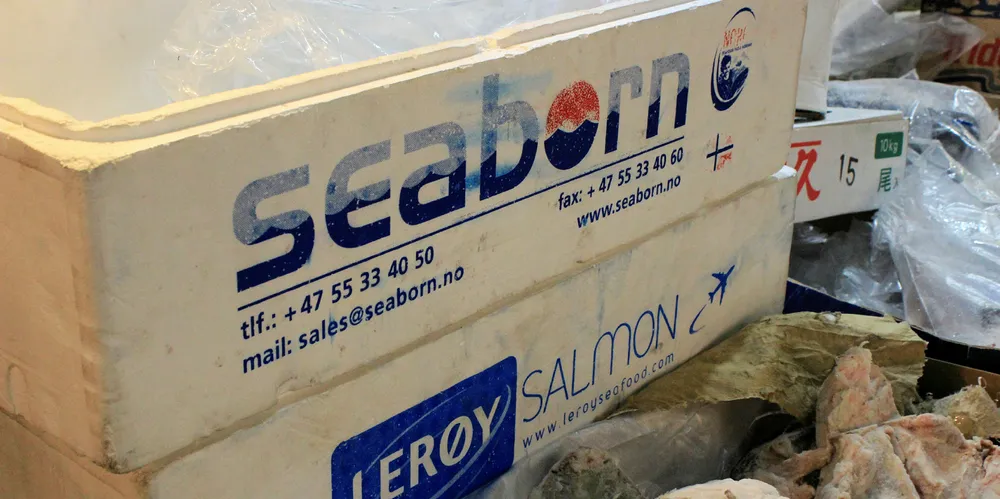 seaborn
tlf.: +47 55 33 40 50
fax: +47 55 33 40 60
mail: sales@seaborn.no
www.seaborn.no
LERØY
SALMON
www.leroyseafood.com
久
15
10kg
尾